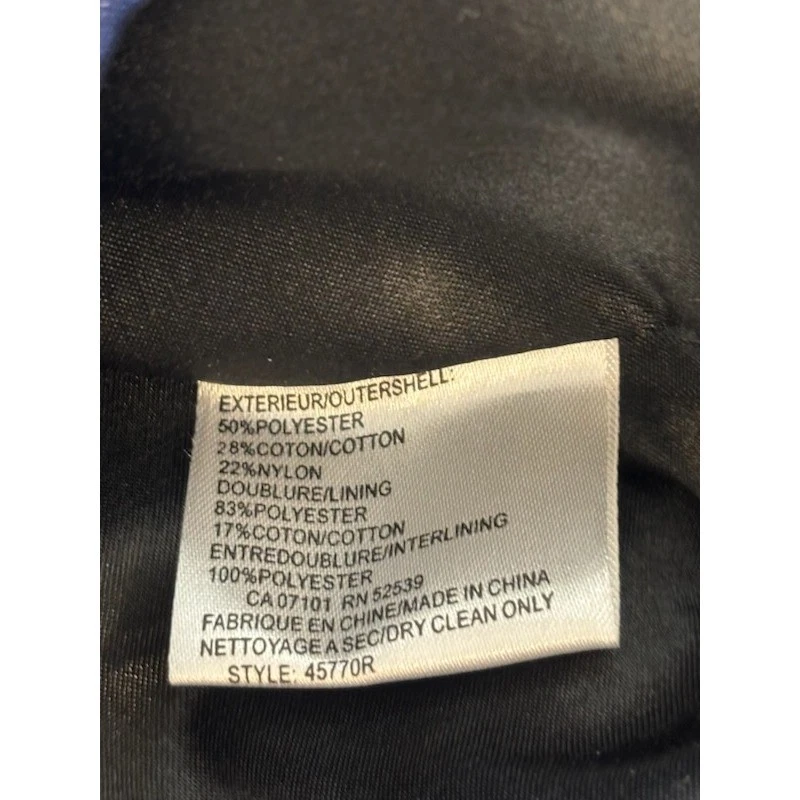 EXTERIEUR/OUTERSHELL:
50%POLYESTER
28%COTON/COTTON
22%NYLON
DOUBLURE/LINING
83%POLYESTER
17%COTON/COTTON
ENTREDOUBLURE/INTERLINING
100%POLYESTER
CA 07101 RN 52539
FABRIQUE EN CHINE/MADE IN CHINA
NETTOYAGE A SEC/DRY CLEAN ONLY
STYLE: 45770R